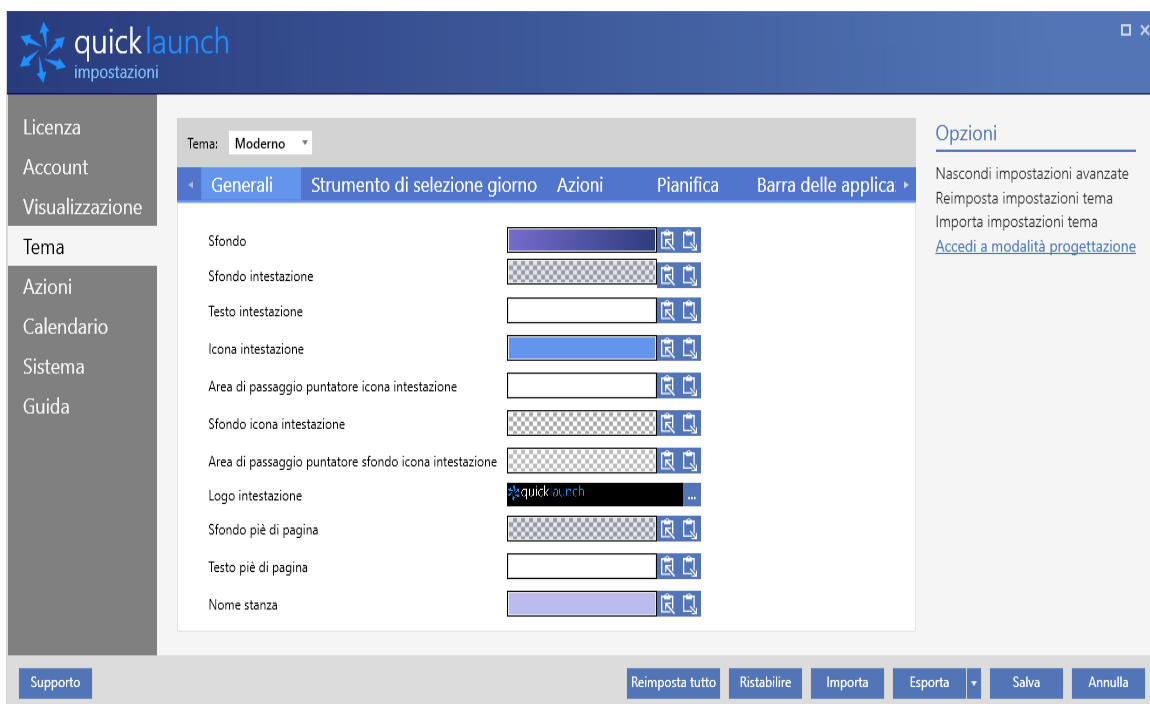 quicklaunch
impostazioni
Licenza
Account
Visualizzazione
Tema
Azioni
Calendario
Sistema
Guida
Tema: Moderno
Generali Strumento di selezione giorno Azioni Pianifica Barra delle applica
Sfondo
Sfondo intestazione
Testo intestazione
Icona intestazione
Area di passaggio puntatore icona intestazione
Sfondo icona intestazione
Area di passaggio puntatore sfondo icona intestazione
Logo intestazione quicklaunch ...
Sfondo piè di pagina
Testo piè di pagina
Nome stanza
Opzioni
Nascondi impostazioni avanzate
Reimposta impostazioni tema
Importa impostazioni tema
Accedi a modalità progettazione
Supporto Reimposta tutto Ristabilire Importa Esporta Salva Annulla